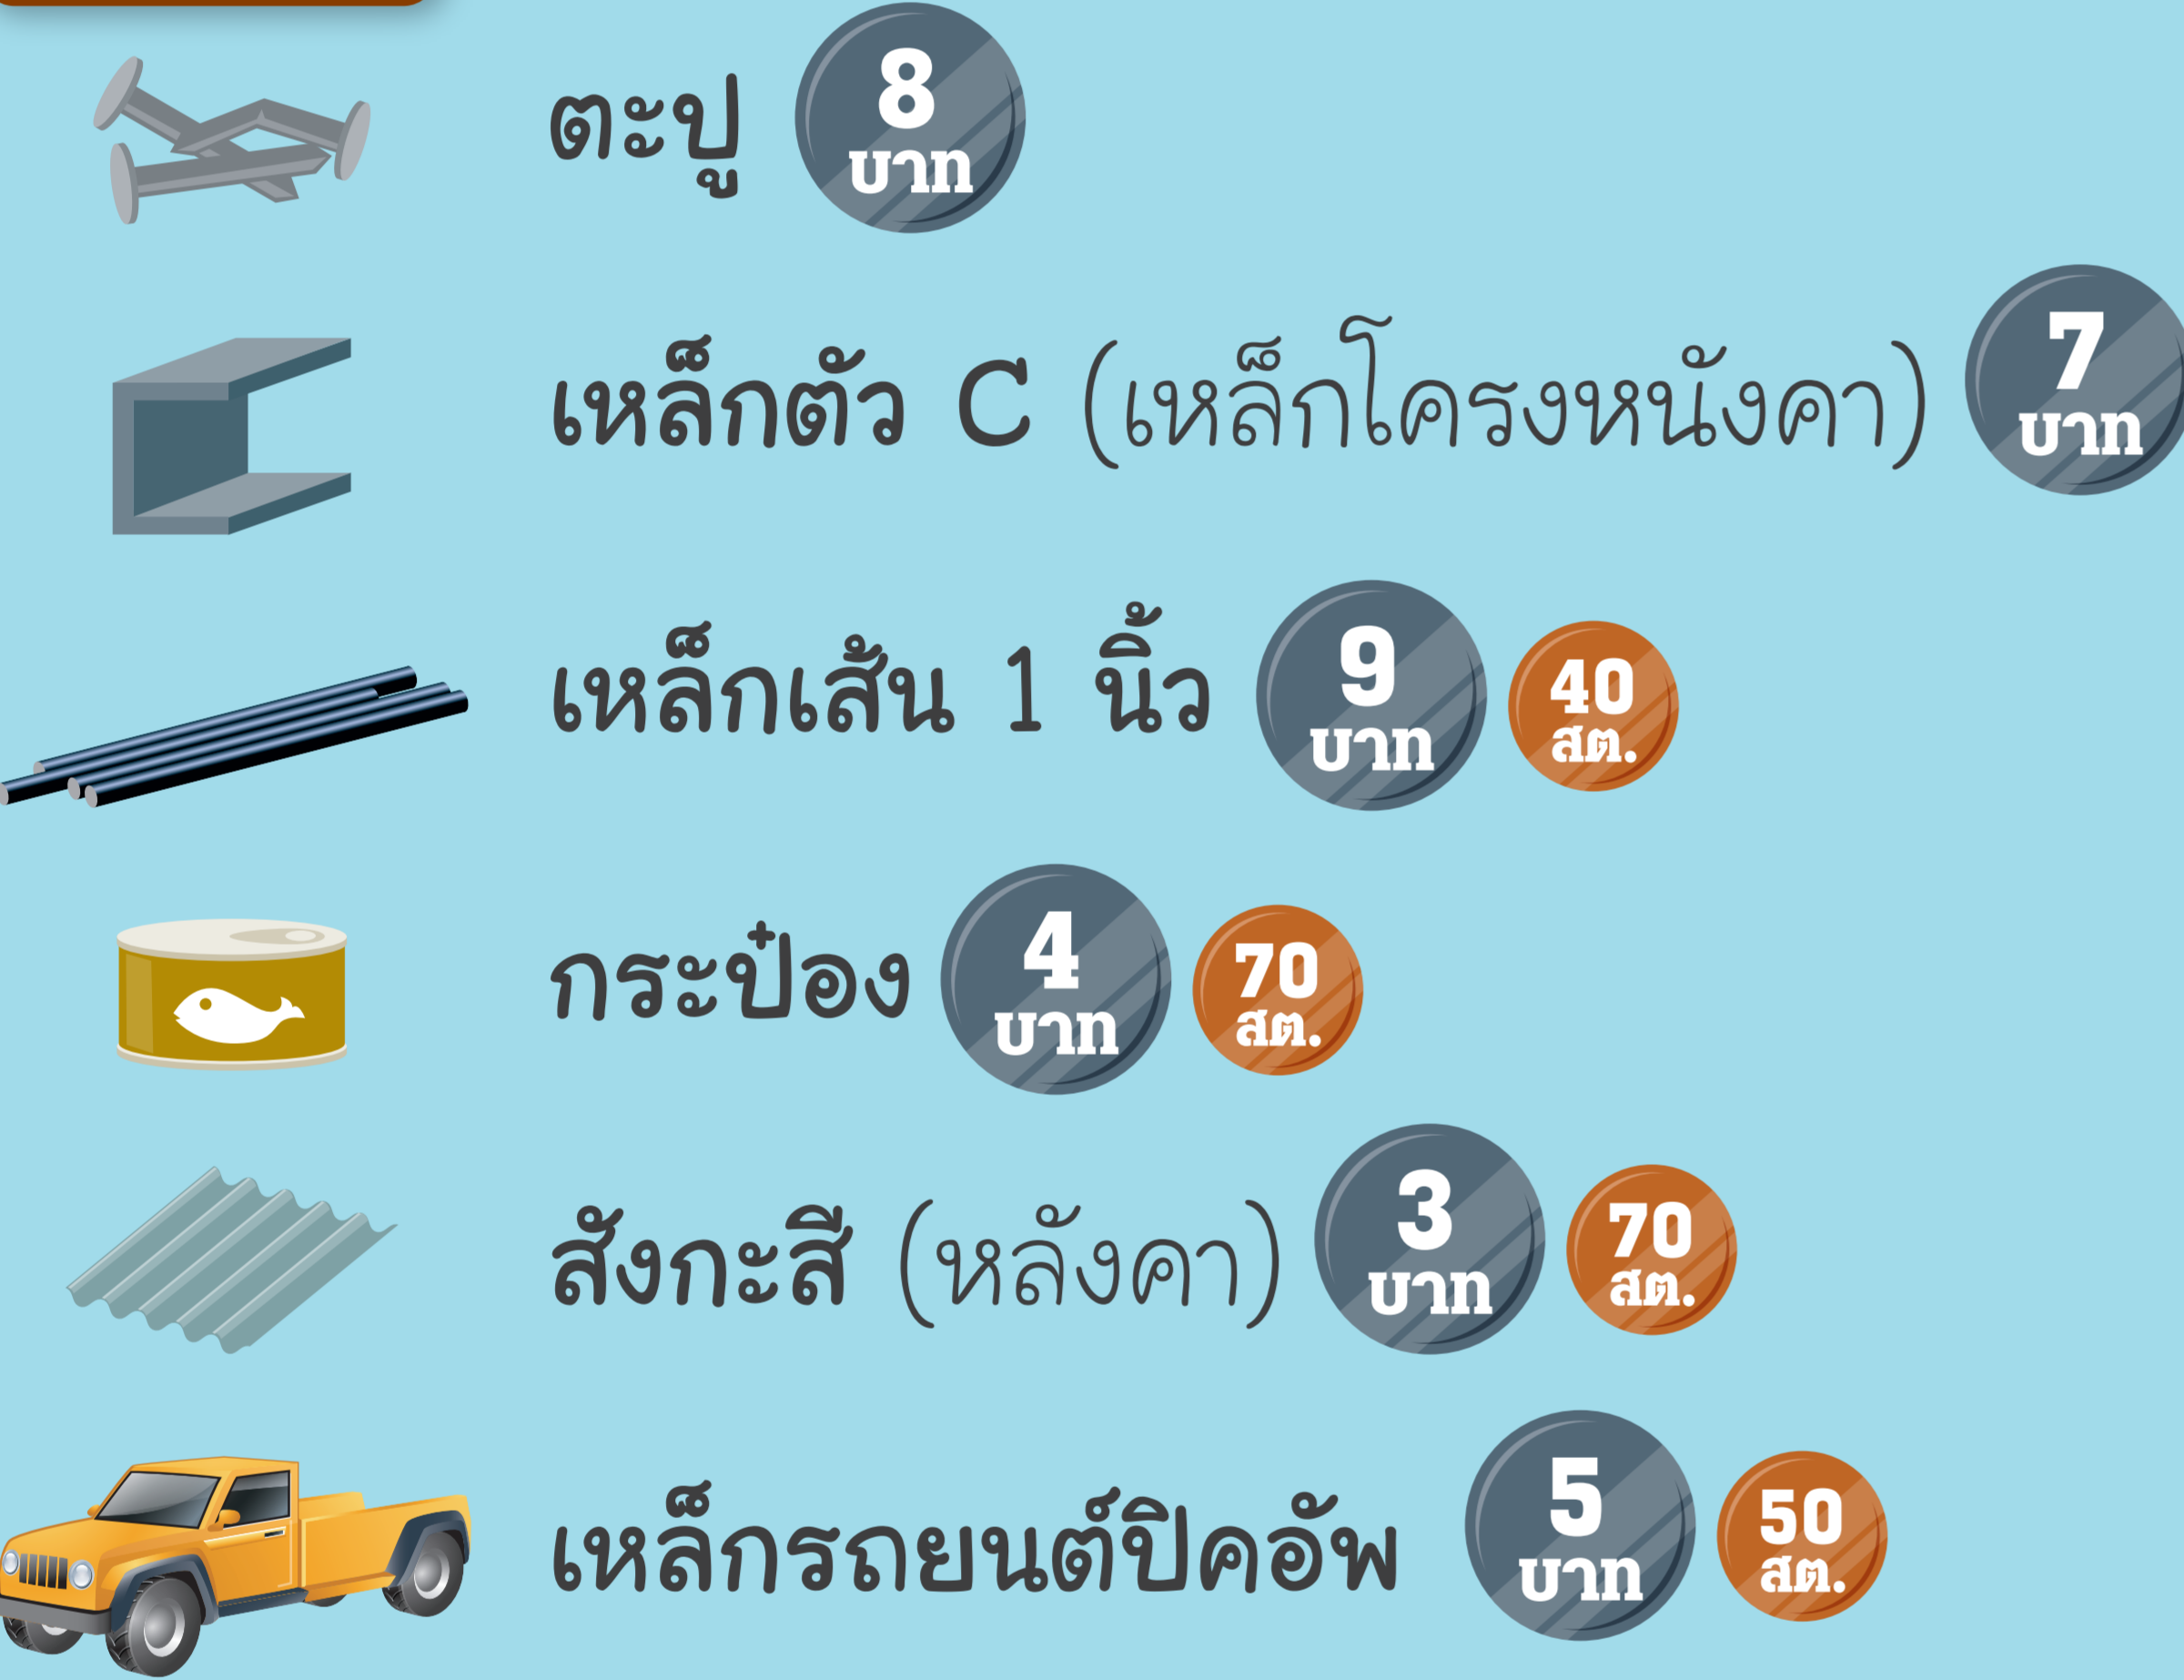 ตะปู 8 บาท
เหล็กตัว C (เหล็กโครงหนังคา) 7 บาท
เหล็กเส้น 1 นิ้ว 9 บาท 40 สต.
กระป๋อง 4 บาท 70 สต.
สังกะสี (หลังคา) 3 บาท 70 สต.
เหล็กรถยนต์ปิคอัพ 5 บาท 50 สต.